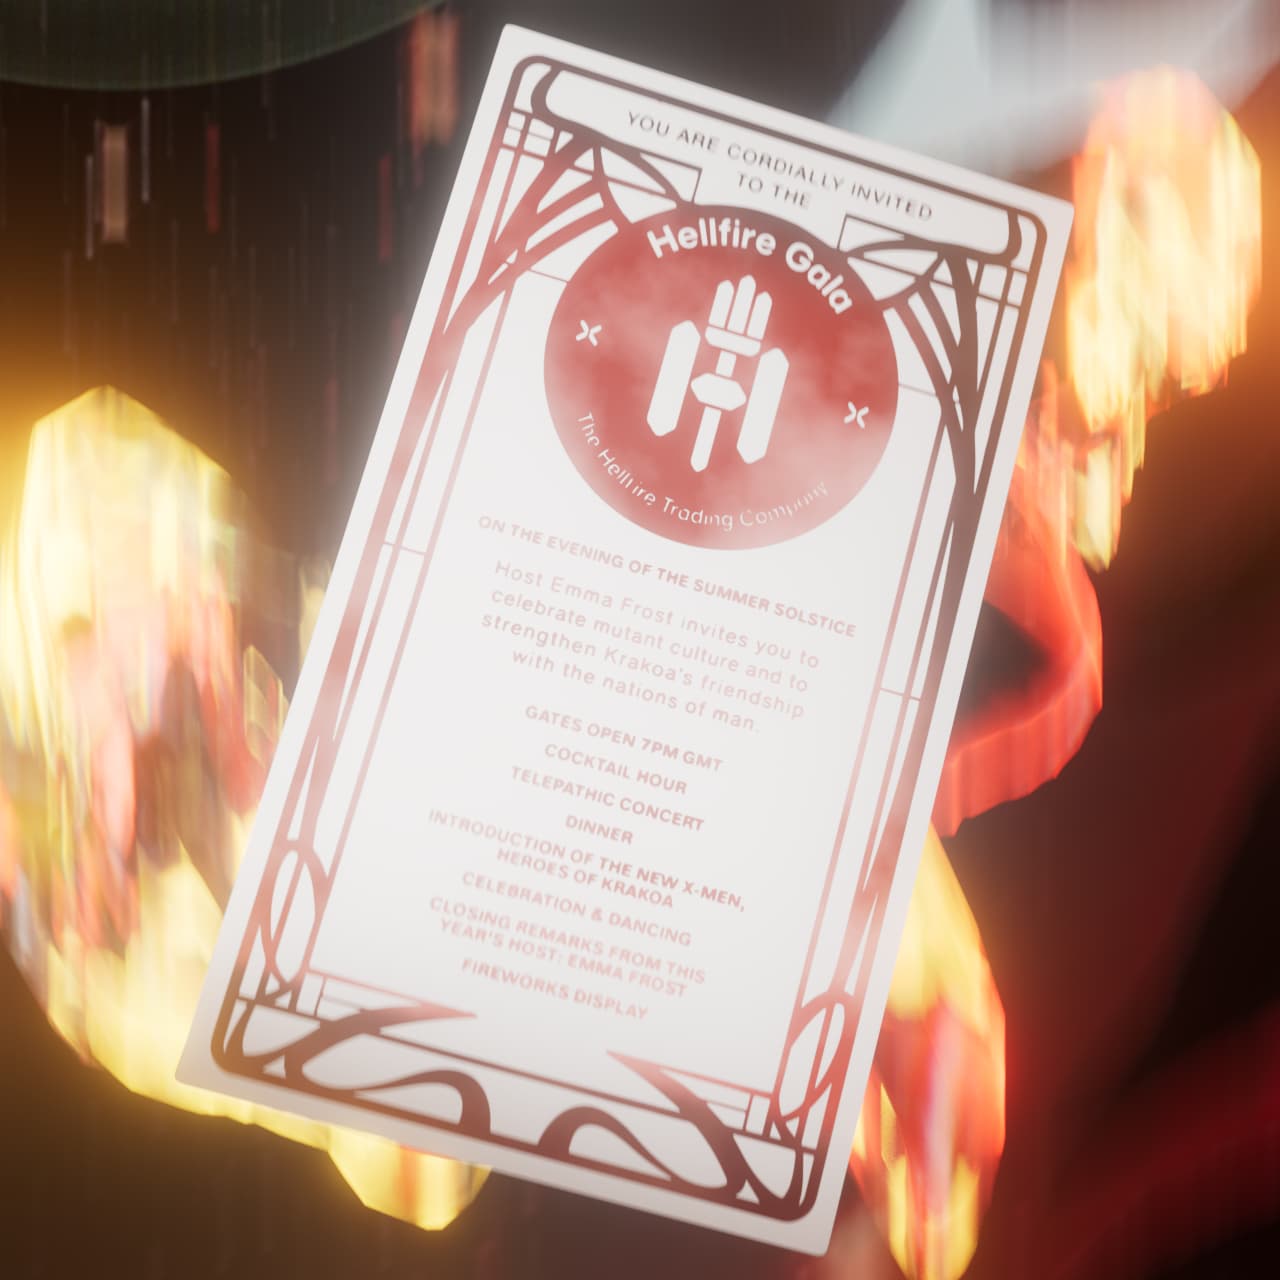 YOU ARE CORDIALLY INVITED
TO THE
Hellfire Gala
The Hellfire Trading Company
ON THE EVENING OF THE SUMMER SOLSTICE
Host Emma Frost invites you to
celebrate mutant culture and to
strengthen Krakoa's friendship
with the nations of man.
GATES OPEN 7PM GMT
COCKTAIL HOUR
TELEPATHIC CONCERT
DINNER
INTRODUCTION OF THE NEW X-MEN,
HEROES OF KRAKOA
CELEBRATION & DANCING
CLOSING REMARKS FROM THIS
YEAR'S HOST: EMMA FROST
FIREWORKS DISPLAY